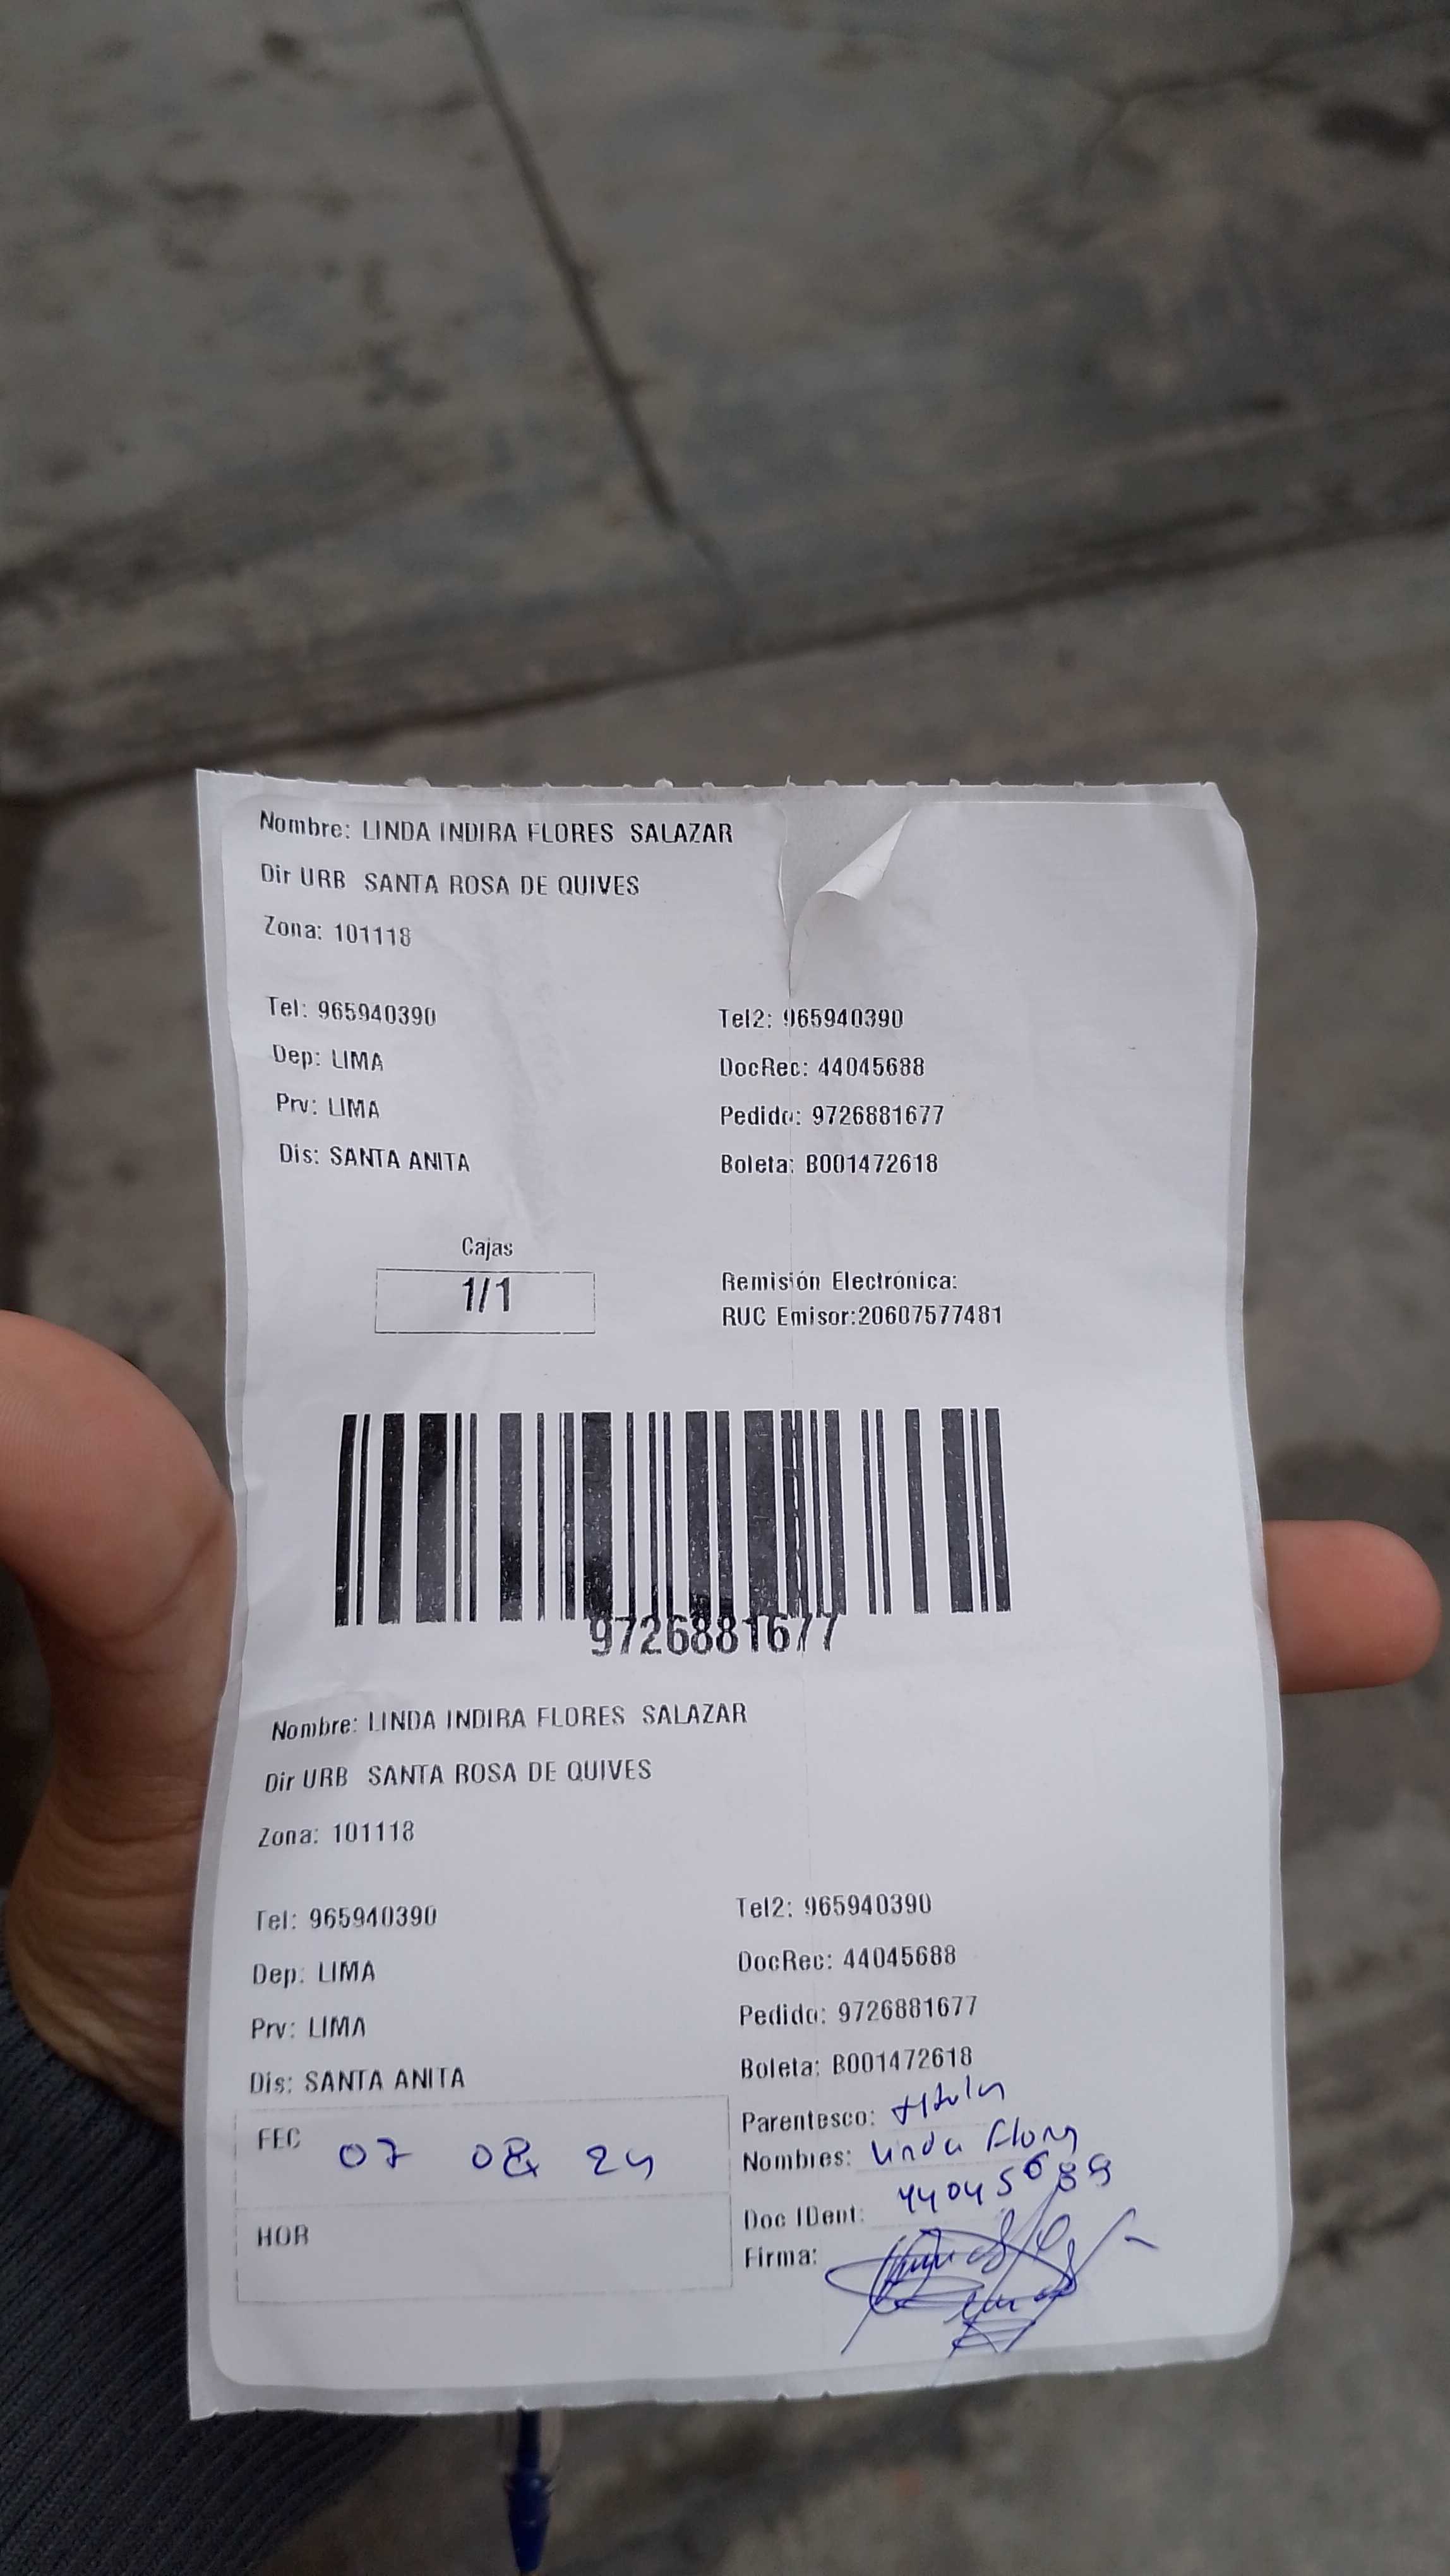 Nombre: LINDA INDIRA FLORES SALAZAR
Dir URB SANTA ROSA DE QUIVES
Zona: 101118
Tel: 965940390 Tel2: 965940390
Dep: LIMA DocRec: 44045688
Prv: LIMA Pedido: 9726881677
Dis: SANTA ANITA Boleta: B001472618
Cajas
1/1
Remisión Electrónica:
RUC Emisor:20607577481
9726881677
Nombre: LINDA INDIRA FLORES SALAZAR
Dir URB SANTA ROSA DE QUIVES
Zona: 101118
Tel: 965940390 Tel2: 965940390
Dep: LIMA DocRec: 44045688
Prv: LIMA Pedido: 9726881677
Dis: SANTA ANITA Boleta: B001472618
FEC 07 08 24
HOR
Parentesco: titular
Nombres: Linda Flores
Doc IDent:
Firma: